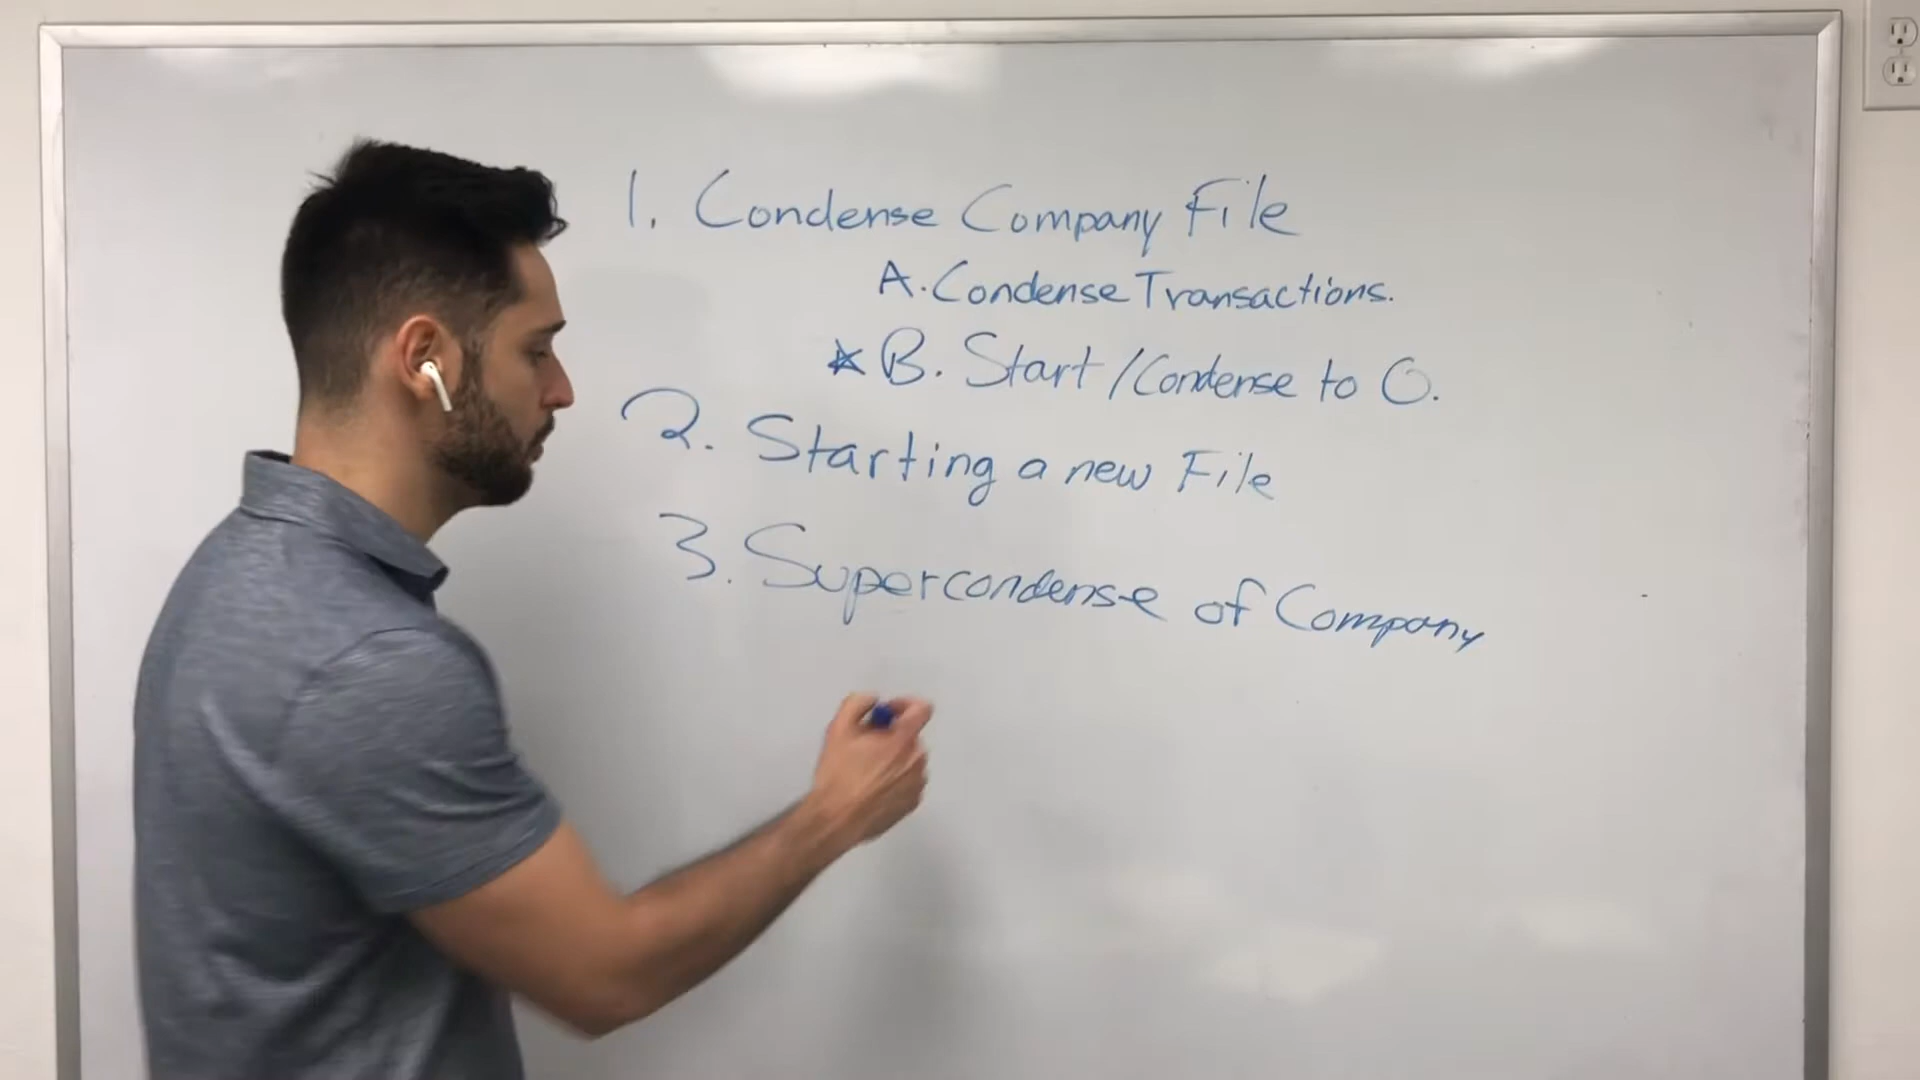 1. Condense Company File
A. Condense Transactions.
* B. Start / Condense to 0.
2. Starting a new File
3. Supercondense of Company